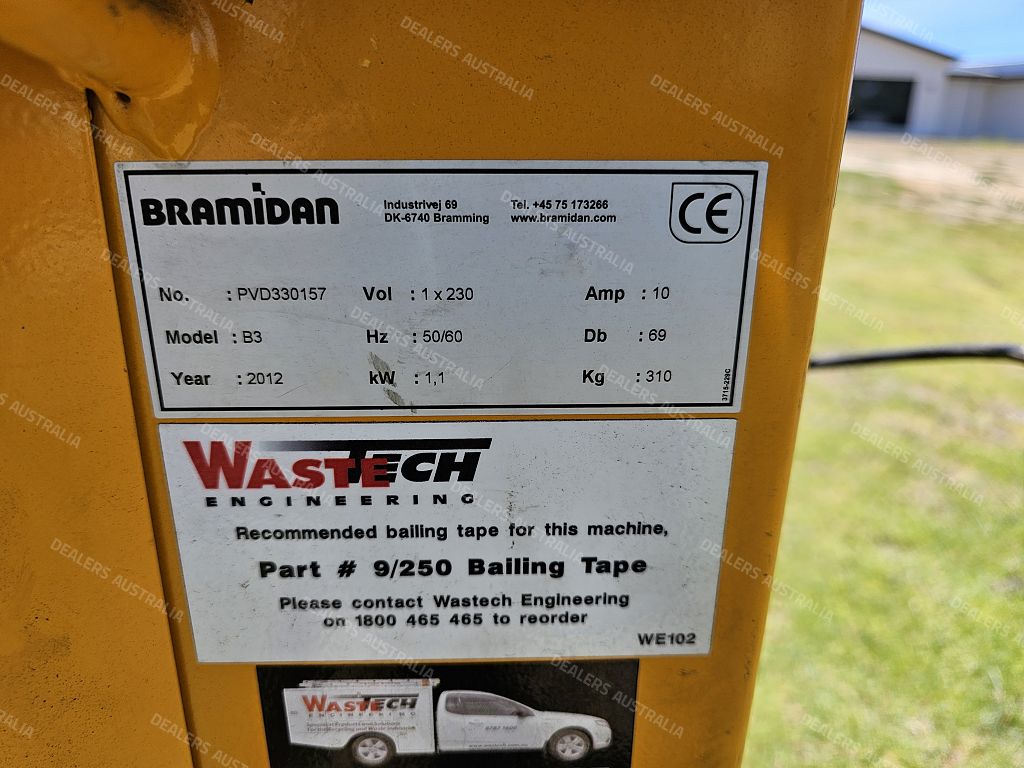 BRAMIDAN
Industrivej 69
DK-6740 Bramming
Tel. +45 75 173266
www.bramidan.com
CE
No. : PVD330157 Vol : 1 x 230 Amp : 10
Model : B3 Hz : 50/60 Db : 69
Year : 2012 kW : 1,1 Kg : 310
3715-229C
WASTETECH
ENGINEERING
Recommended bailing tape for this machine,
Part # 9/250 Bailing Tape
Please contact Wastech Engineering
on 1800 465 465 to reorder
WE102
WASTETECH
ENGINEERING
DEALERS AUSTRALIA